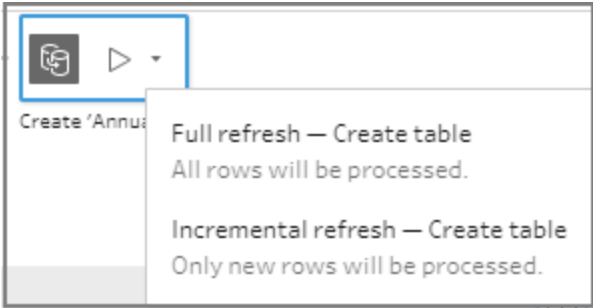 Create 'Annua
Full refresh — Create table
All rows will be processed.
Incremental refresh — Create table
Only new rows will be processed.